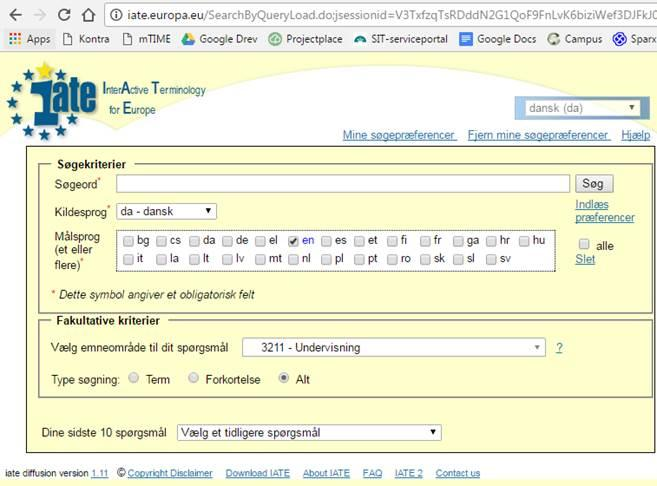 iate.europa.eu/SearchByQueryLoad.do;jsessionid=V3TxfzqTsRDddN2G1QoF9FnLvK6biziWef3DJFkJ
Apps Kontra mTIME Google Drev Projectplace SIT-serviceportal Google Docs Campus Sparx
iate
InterActive Terminology
for Europe
dansk (da)
Mine søgepræferencer Fjern mine søgepræferencer Hjælp
Søgekriterier
Søgeord* Søg
Kildesprog* da - dansk
Indlæs
præferencer
Målsprog
(et eller
flere)*
bg cs da de el en es et fi fr ga hr hu
it la lt lv mt nl pl pt ro sk sl sv
alle
Slet
* Dette symbol angiver et obligatorisk felt
Fakultative kriterier
Vælg emneområde til dit spørgsmål 3211 - Undervisning ?
Type søgning: Term Forkortelse Alt
Dine sidste 10 spørgsmål Vælg et tidligere spørgsmål
iate diffusion version 1.11 © Copyright Disclaimer Download IATE About IATE FAQ IATE 2 Contact us